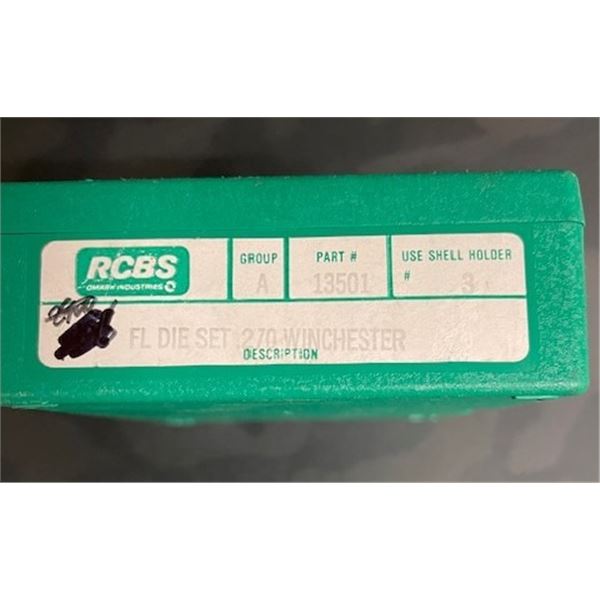 RCBS
OMARK INDUSTRIES
GROUP
A
PART #
13501
USE SHELL HOLDER
# 3
FL DIE SET .270 WINCHESTER
DESCRIPTION